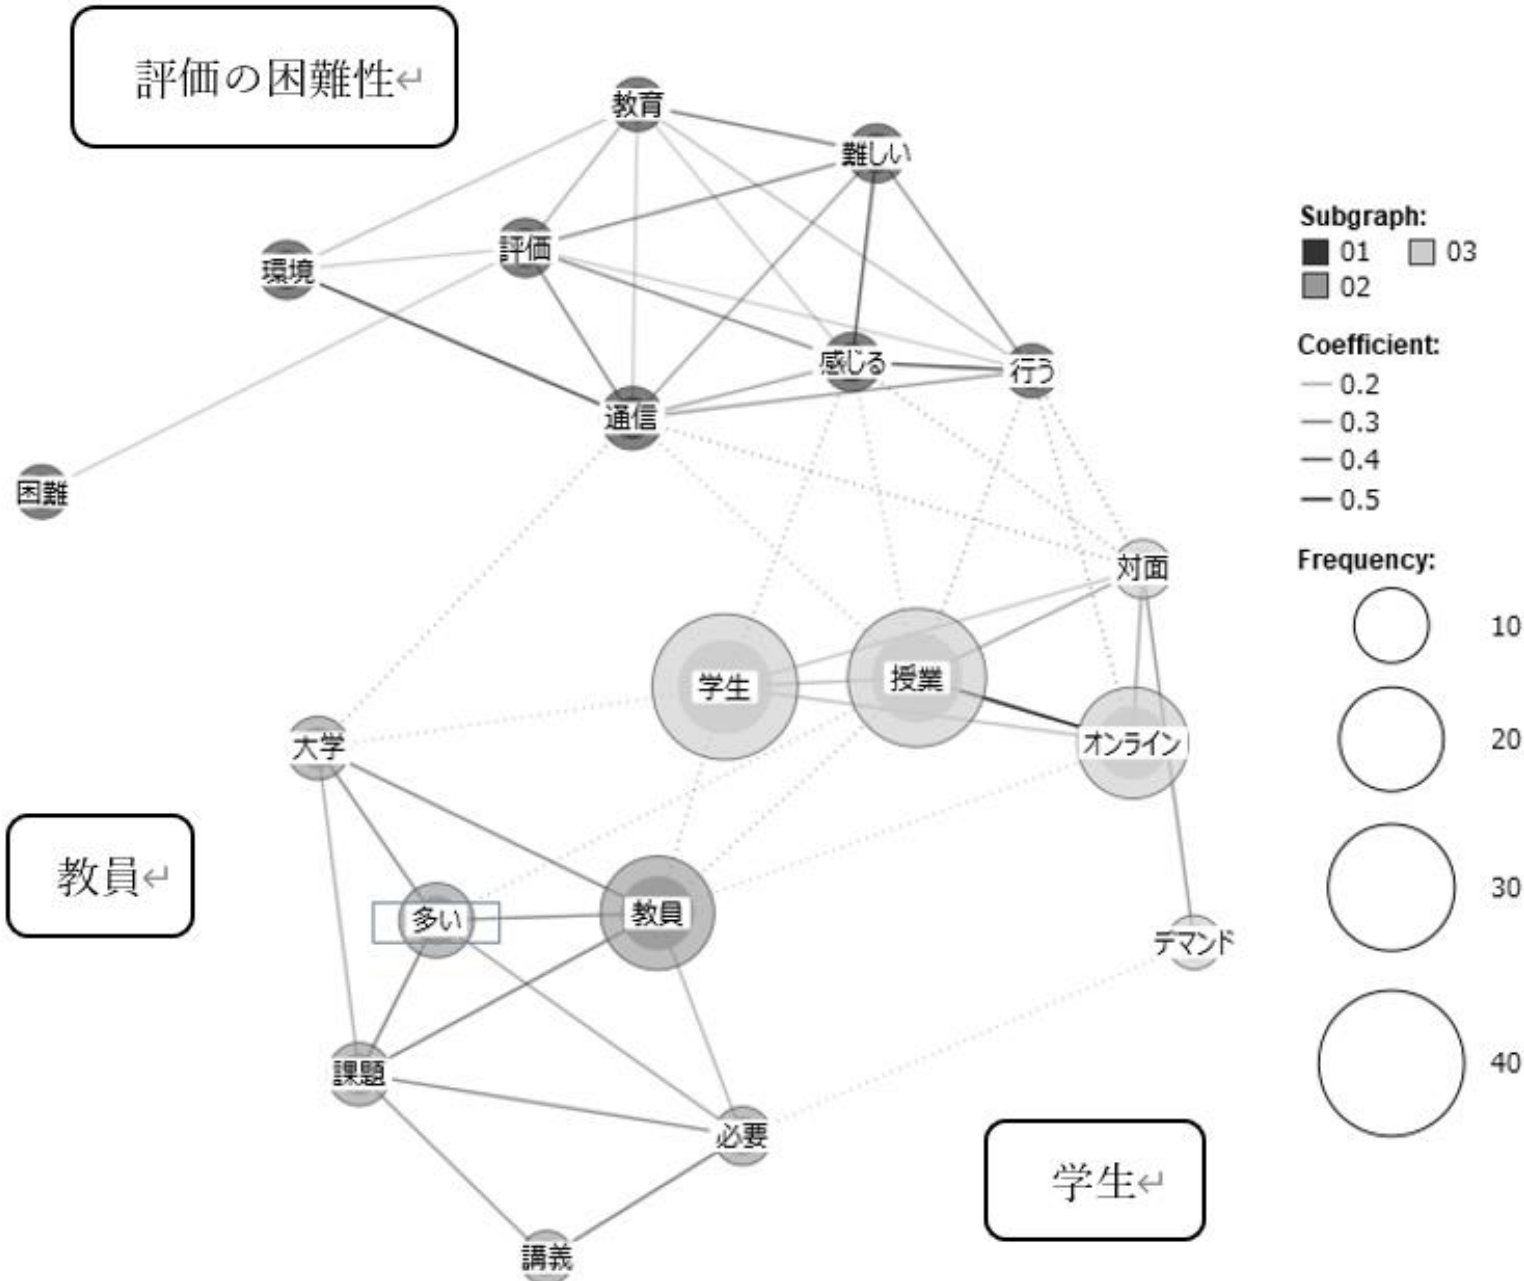 評価の困難性↵
教育
難しい
評価
環境
感じる
行う
通信
困難
対面
学生
授業
オンライン
大学
教員↵
多い
教員
デマンド
課題
必要
学生↵
講義
Subgraph:
01 03
02
Coefficient:
0.2
0.3
0.4
0.5
Frequency:
10
20
30
40